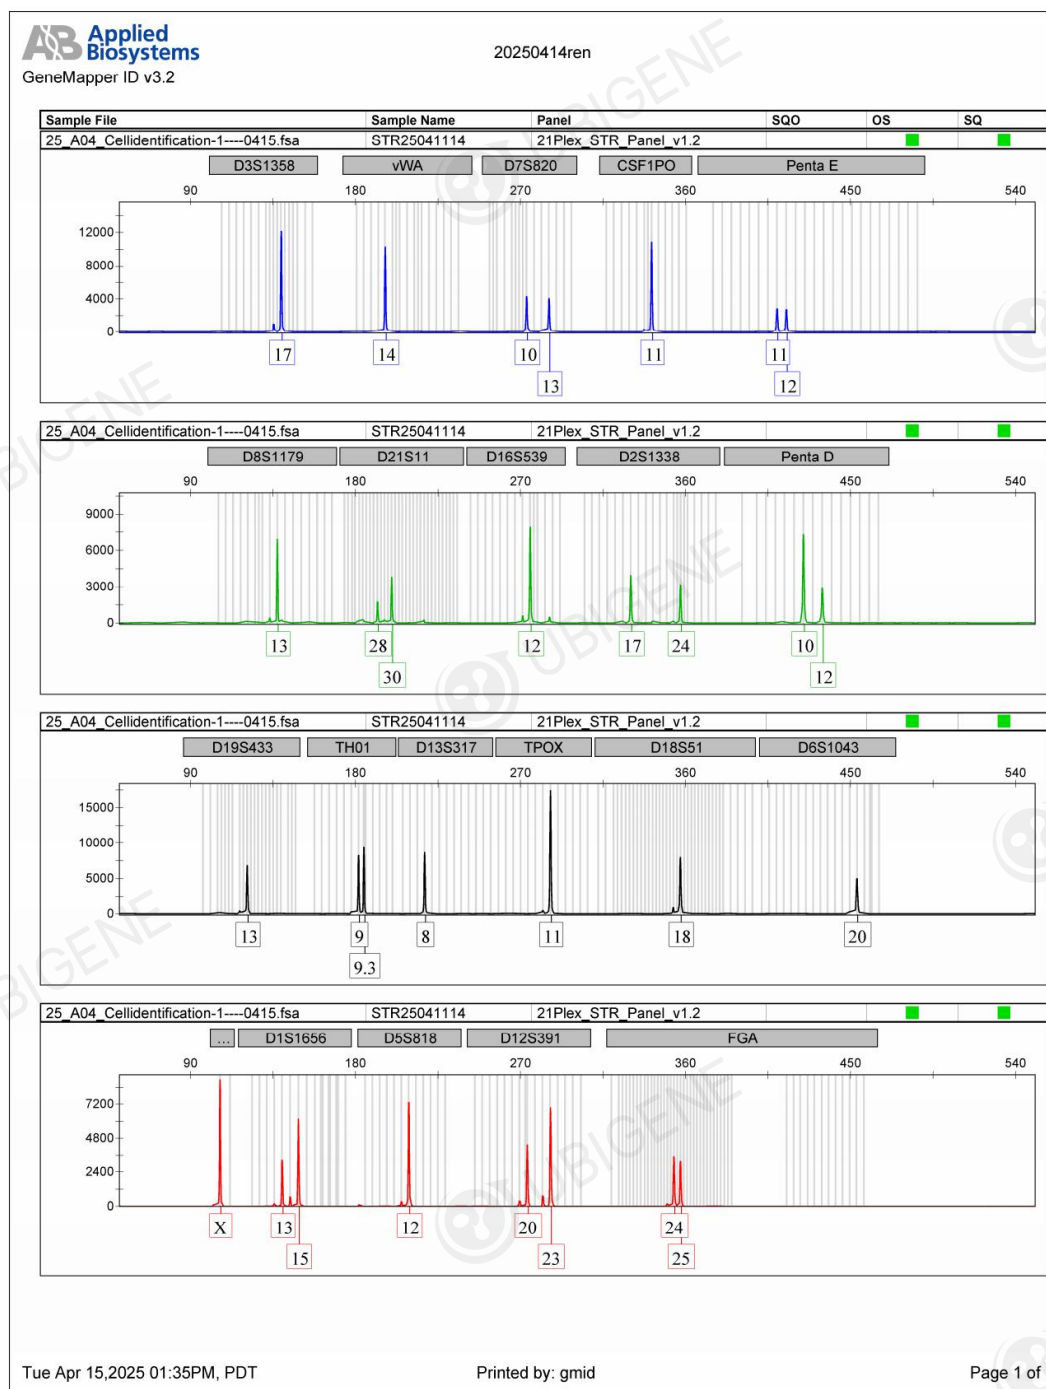 AB Applied Biosystems
20250414ren
GeneMapper ID v3.2
Sample File Sample Name Panel SQO OS SQ
25_A04_Cellidentification-1----0415.fsa STR25041114 21Plex_STR_Panel_v1.2
D3S1358 vWA D7S820 CSF1PO Penta E
90 180 270 360 450 540
12000
8000
4000
0
17 14 10 11 11
13 12
25_A04_Cellidentification-1----0415.fsa STR25041114 21Plex_STR_Panel_v1.2
D8S1179 D21S11 D16S539 D2S1338 Penta D
90 180 270 360 450 540
9000
6000
3000
0
13 28 12 17 24 10
30 12
25_A04_Cellidentification-1----0415.fsa STR25041114 21Plex_STR_Panel_v1.2
D19S433 TH01 D13S317 TPOX D18S51 D6S1043
90 180 270 360 450 540
15000
10000
5000
0
13 9 8 11 18 20
9.3
25_A04_Cellidentification-1----0415.fsa STR25041114 21Plex_STR_Panel_v1.2
... D1S1656 D5S818 D12S391 FGA
90 180 270 360 450 540
7200
4800
2400
0
X 13 12 20 24
15 23 25
Tue Apr 15,2025 01:35PM, PDT Printed by: gmid Page 1 of
UBIGENE
UBIGENE
UBIGENE
UBIGENE
UBIGENE